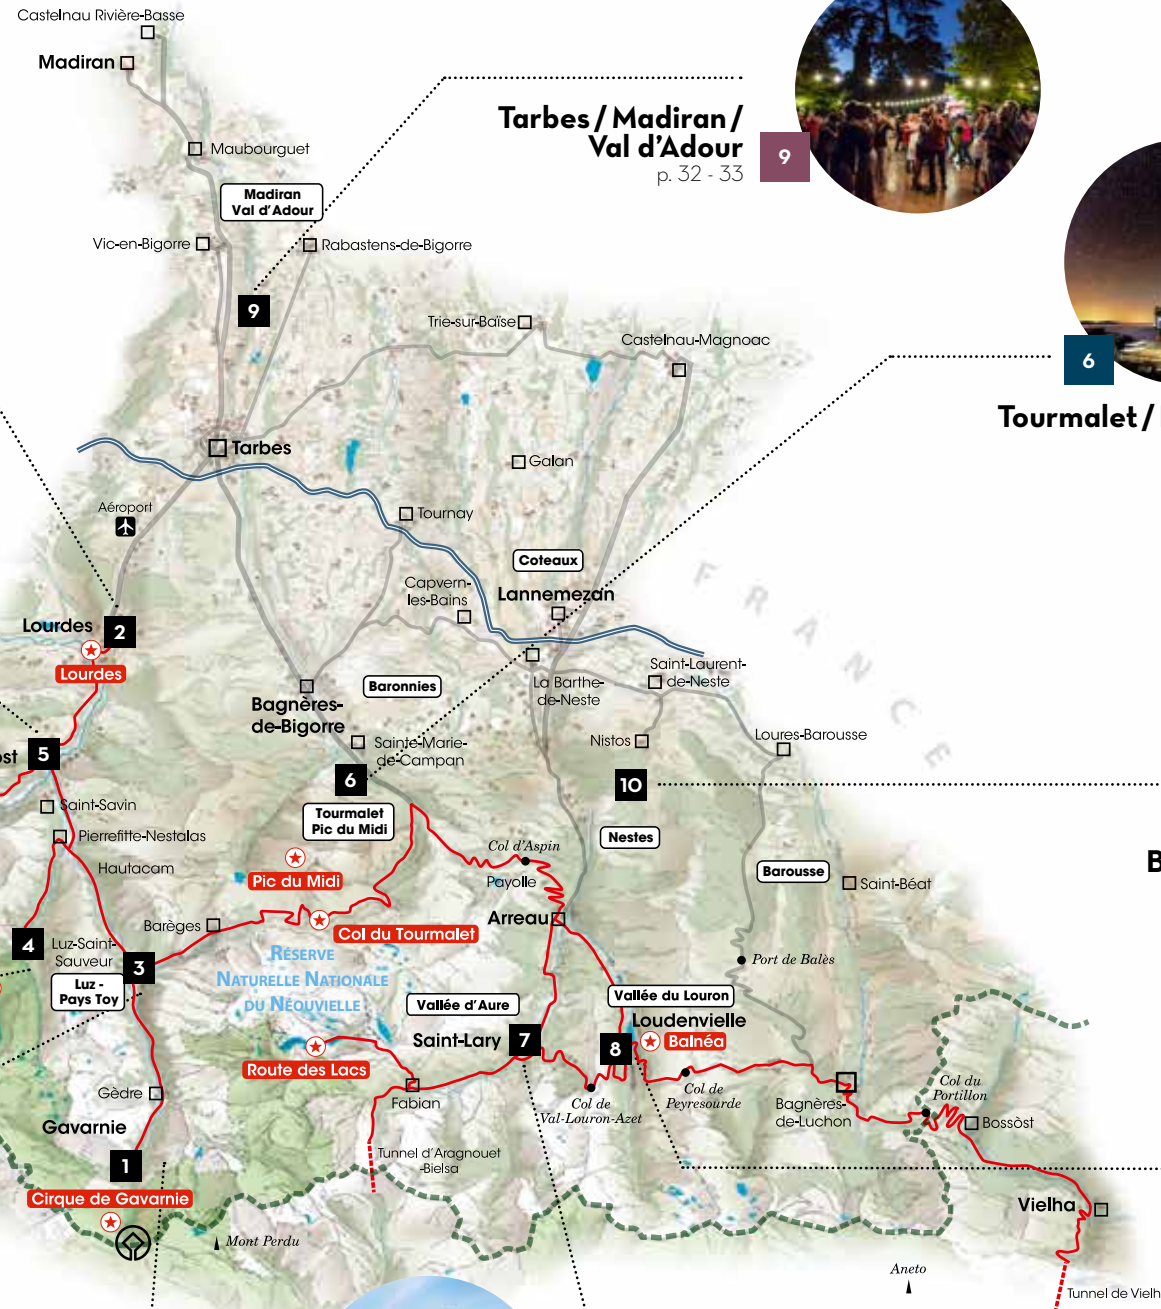 Castelnau Rivière-Basse
Madiran
Tarbes / Madiran /
Val d'Adour
p. 32 - 33
9
Maubourguet
Madiran
Val d'Adour
Vic-en-Bigorre
Rabastens-de-Bigorre
9
Trie-sur-Baïse
Castelnau-Magnoac
6
Tourmalet /
Tarbes
Galan
Aéroport
Tournay
FRANCE
Coteaux
Capvern-
les-Bains
Lannemezan
Lourdes
2
Lourdes
La Barthe-
de-Neste
Saint-Laurent-
de-Neste
Baronnies
Bagnères-
de-Bigorre
Sainte-Marie-
de-Campan
Nistos
Loures-Barousse
5
6
10
Saint-Savin
Tourmalet
Pic du Midi
Pierrefitte-Nestalas
Nestes
Hautacam
Col d'Aspin
Payolle
Pic du Midi
Barousse
Saint-Béat
Arreau
Barèges
Col du Tourmalet
4
Luz-Saint-
Sauveur
3
Luz -
Pays Toy
Réserve
Naturelle Nationale
du Néouvielle
Port de Balès
Vallée d'Aure
Vallée du Louron
Saint-Lary
7
Loudenvielle
8
Balnéa
Route des Lacs
Gèdre
Fabian
Col de
Val-Louron-Azet
Col de
Peyresourde
Bagnères-
de-Luchon
Col du
Portillon
Bossòst
Gavarnie
1
Tunnel d'Aragnouet
-Bielsa
Cirque de Gavarnie
Vielha
Mont Perdu
Aneto
Tunnel de Vielh